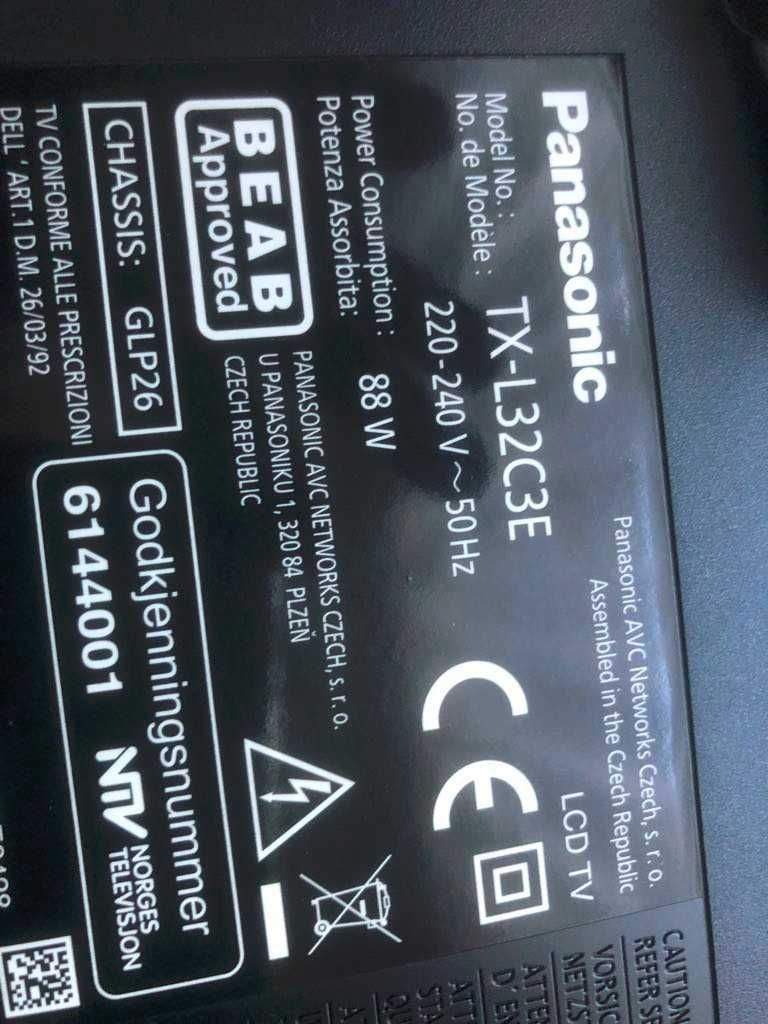 Panasonic
Panasonic AVC Networks Czech, s. r. o.
Assembled in the Czech Republic
Model No. :
No. de Modèle :
TX-L32C3E
LCD TV
220-240 V ~ 50 Hz
Power Consumption :
Potenza Assorbita:
88 W
CE
BEAB
Approved
PANASONIC AVC NETWORKS CZECH, s. r. o.
U PANASONIKU 1, 320 84 PLZEŇ
CZECH REPUBLIC
CHASSIS: GLP26
TV CONFORME ALLE PRESCRIZIONI
DELL ' ART.1 D.M. 26/03/92
Godkjenningsnummer
6144001
NTV NORGES
TELEVISJON
CAUTION
REFER